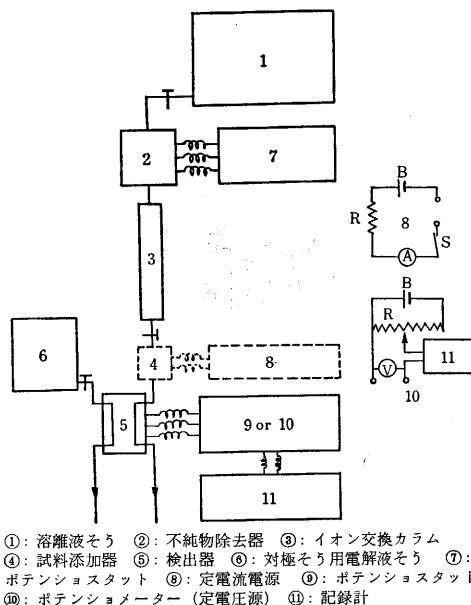 1
2
7
3
B
R
8
S
A
B
R
11
V
10
6
4
8
5
9 or 10
11
①: 溶離液そう ②: 不純物除去器 ③: イオン交換カラム
④: 試料添加器 ⑤: 検出器 ⑥: 対極そう用電解液そう ⑦:
ポテンショスタット ⑧: 定電流電源 ⑨: ポテンショスタット
⑩: ポテンショメーター (定電圧源) ⑪: 記録計